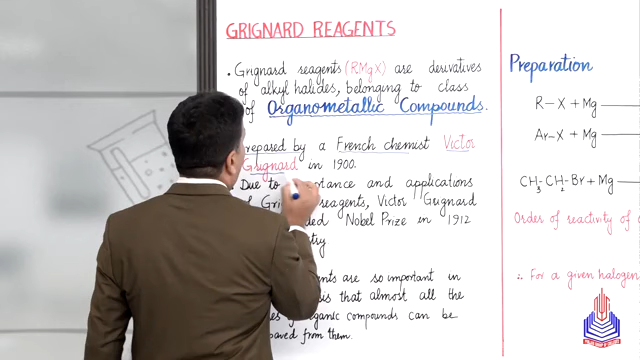 GRIGNARD REAGENTS
• Grignard reagents (RMgX) are derivatives
of alkyl halides, belonging to class
of Organometallic Compounds.
Prepared by a French chemist Victor
Grignard in 1900.
Due to and applications
reagents, Victor Grignard
Nobel Prize in 1912
are so important in
that almost all the
organic compounds can be
from them.
Preparation
R-X + Mg
Ar-X + Mg
CH3-CH2-Br + Mg
Order of reactivity of
∴ For a given halogen